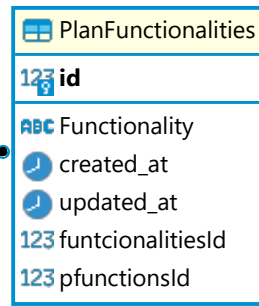 PlanFunctionalities
123 id
ABC Functionality
created_at
updated_at
123 funtcionalitiesId
123 pfunctionsId